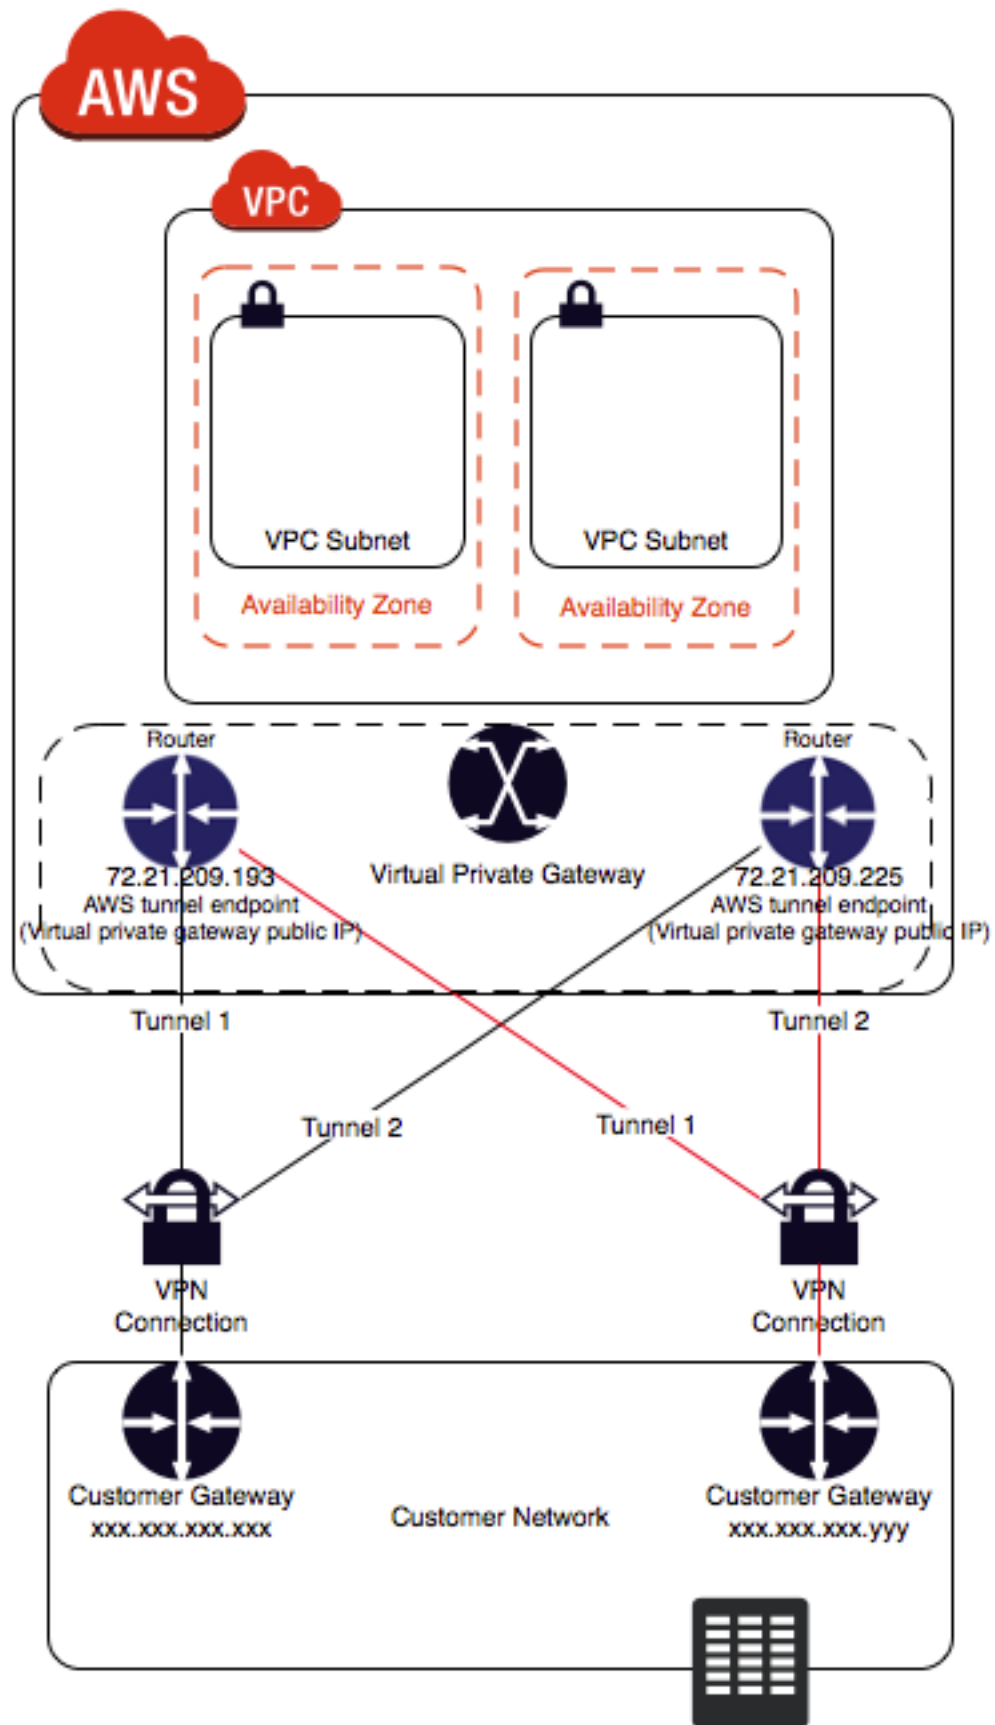 AWS
VPC
VPC Subnet
VPC Subnet
Availability Zone
Availability Zone
Router
Router
Virtual Private Gateway
72.21.209.193
AWS tunnel endpoint
(Virtual private gateway public IP)
72.21.209.225
AWS tunnel endpoint
(Virtual private gateway public IP)
Tunnel 1
Tunnel 2
Tunnel 2
Tunnel 1
VPN
Connection
VPN
Connection
Customer Gateway
xxx.xxx.xxx.xxx
Customer Network
Customer Gateway
xxx.xxx.xxx.yyy